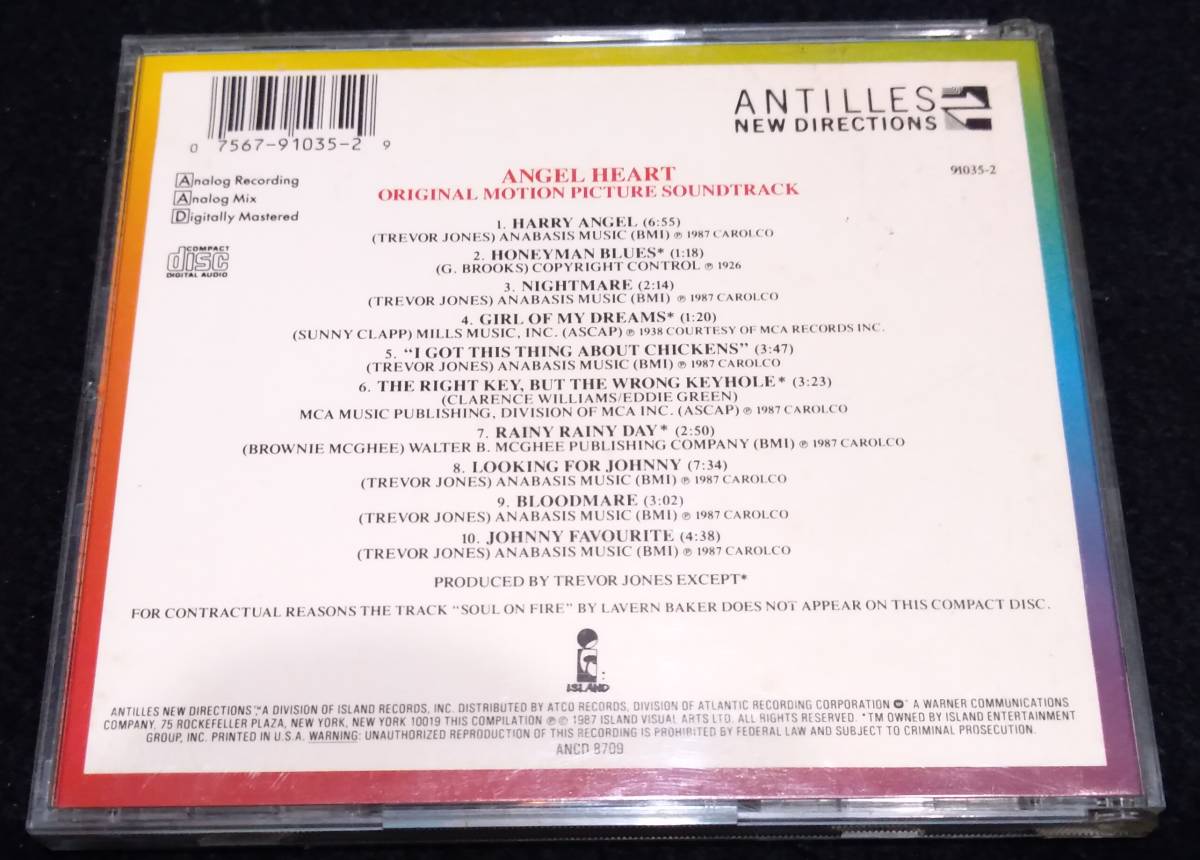 ANTILLES
NEW DIRECTIONS
0 7567-91035-2 9
91035-2
Analog Recording
Analog Mix
Digitally Mastered
COMPACT
disc
DIGITAL AUDIO
ANGEL HEART
ORIGINAL MOTION PICTURE SOUNDTRACK
1. HARRY ANGEL (6:55)
(TREVOR JONES) ANABASIS MUSIC (BMI) ℗ 1987 CAROLCO
2. HONEYMAN BLUES* (1:18)
(G. BROOKS) COPYRIGHT CONTROL ℗ 1926
3. NIGHTMARE (2:14)
(TREVOR JONES) ANABASIS MUSIC (BMI) ℗ 1987 CAROLCO
4. GIRL OF MY DREAMS* (1:20)
(SUNNY CLAPP) MILLS MUSIC, INC. (ASCAP) ℗ 1938 COURTESY OF MCA RECORDS INC.
5. "I GOT THIS THING ABOUT CHICKENS" (3:47)
(TREVOR JONES) ANABASIS MUSIC (BMI) ℗ 1987 CAROLCO
6. THE RIGHT KEY, BUT THE WRONG KEYHOLE* (3:23)
(CLARENCE WILLIAMS/EDDIE GREEN)
MCA MUSIC PUBLISHING, DIVISION OF MCA INC. (ASCAP) ℗ 1987 CAROLCO
7. RAINY RAINY DAY* (2:50)
(BROWNIE MCGHEE) WALTER B. MCGHEE PUBLISHING COMPANY (BMI) ℗ 1987 CAROLCO
8. LOOKING FOR JOHNNY (7:34)
(TREVOR JONES) ANABASIS MUSIC (BMI) ℗ 1987 CAROLCO
9. BLOODMARE (3:02)
(TREVOR JONES) ANABASIS MUSIC (BMI) ℗ 1987 CAROLCO
10. JOHNNY FAVOURITE (4:38)
(TREVOR JONES) ANABASIS MUSIC (BMI) ℗ 1987 CAROLCO
PRODUCED BY TREVOR JONES EXCEPT*
FOR CONTRACTUAL REASONS THE TRACK "SOUL ON FIRE" BY LAVERN BAKER DOES NOT APPEAR ON THIS COMPACT DISC.
ISLAND
ANTILLES NEW DIRECTIONS,™ A DIVISION OF ISLAND RECORDS, INC. DISTRIBUTED BY ATCO RECORDS, DIVISION OF ATLANTIC RECORDING CORPORATION A WARNER COMMUNICATIONS
COMPANY, 75 ROCKEFELLER PLAZA, NEW YORK, NEW YORK 10019 THIS COMPILATION ℗ © 1987 ISLAND VISUAL ARTS LTD. ALL RIGHTS RESERVED. *TM OWNED BY ISLAND ENTERTAINMENT
GROUP, INC. PRINTED IN U.S.A. WARNING: UNAUTHORIZED REPRODUCTION OF THIS RECORDING IS PROHIBITED BY FEDERAL LAW AND SUBJECT TO CRIMINAL PROSECUTION.
ANCD 8709